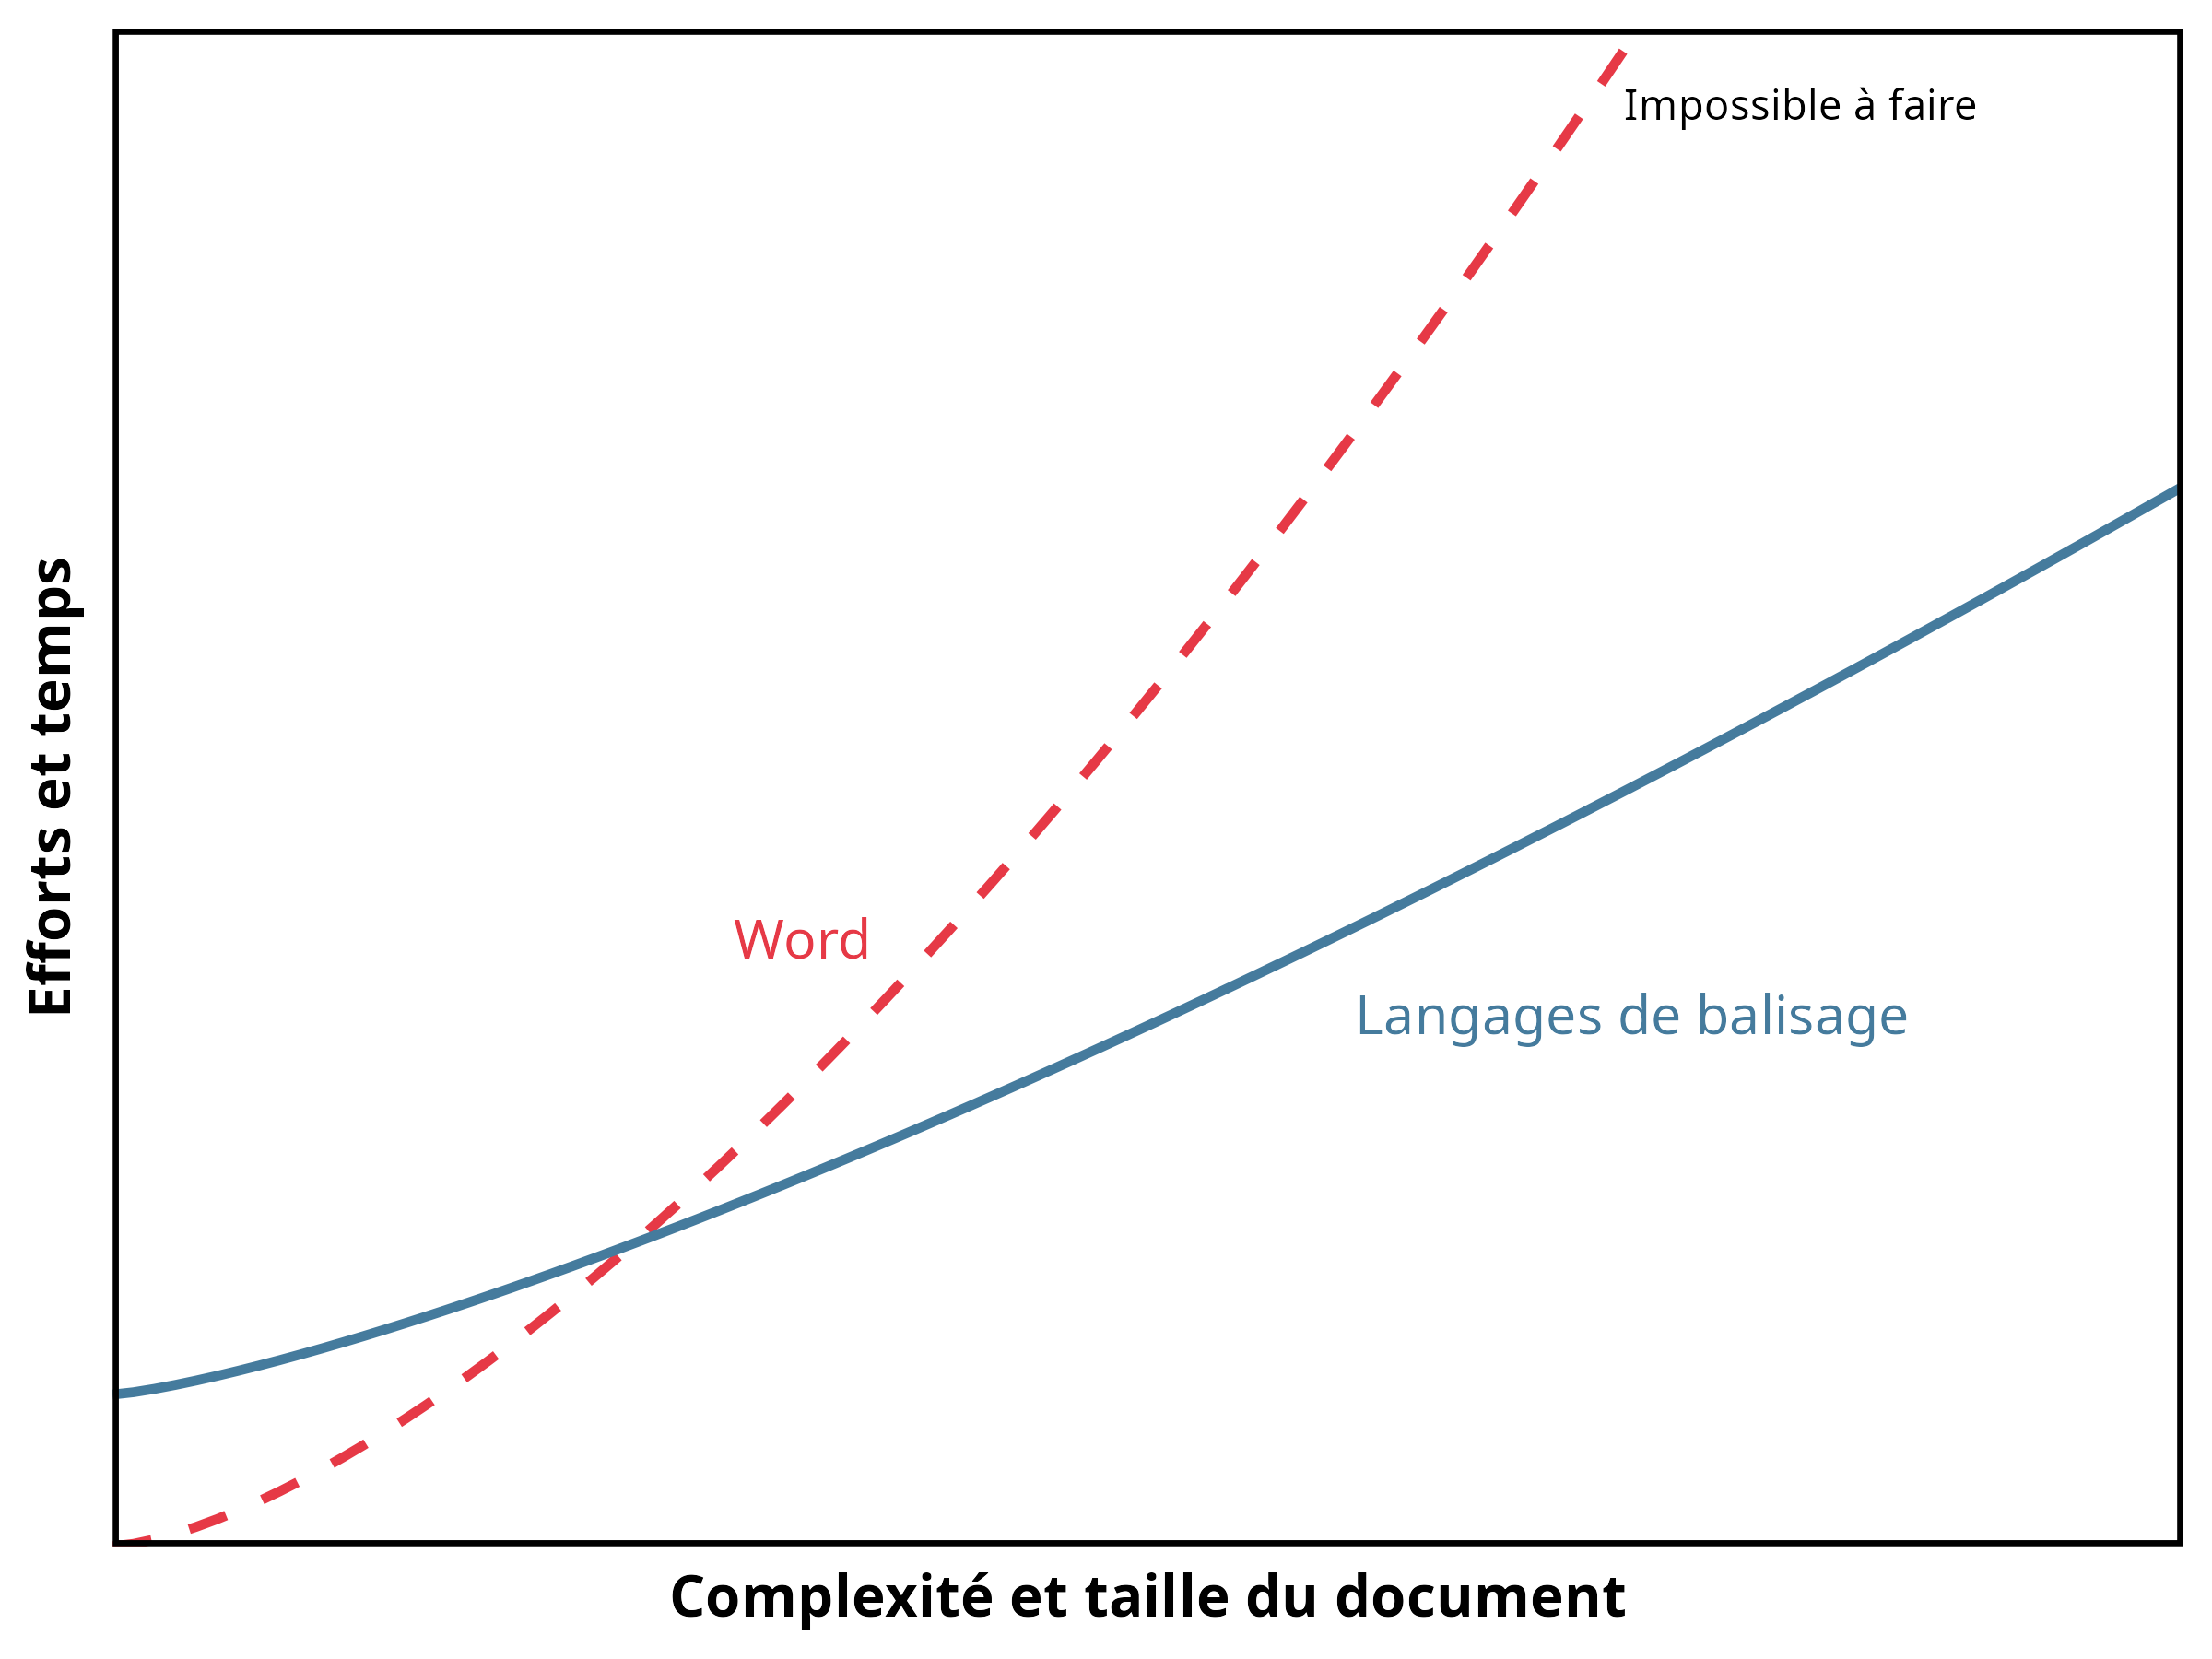 Impossible à faire
Efforts et temps
Word
Langages de balisage
Complexité et taille du document